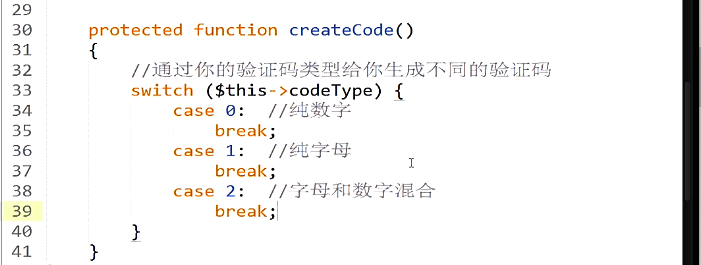 29
30 protected function createCode()
31 {
32 //通过你的验证码类型给你生成不同的验证码
33 switch ($this->codeType) {
34 case 0: //纯数字
35 break;
36 case 1: //纯字母
37 break;
38 case 2: //字母和数字混合
39 break;
40 }
41 }